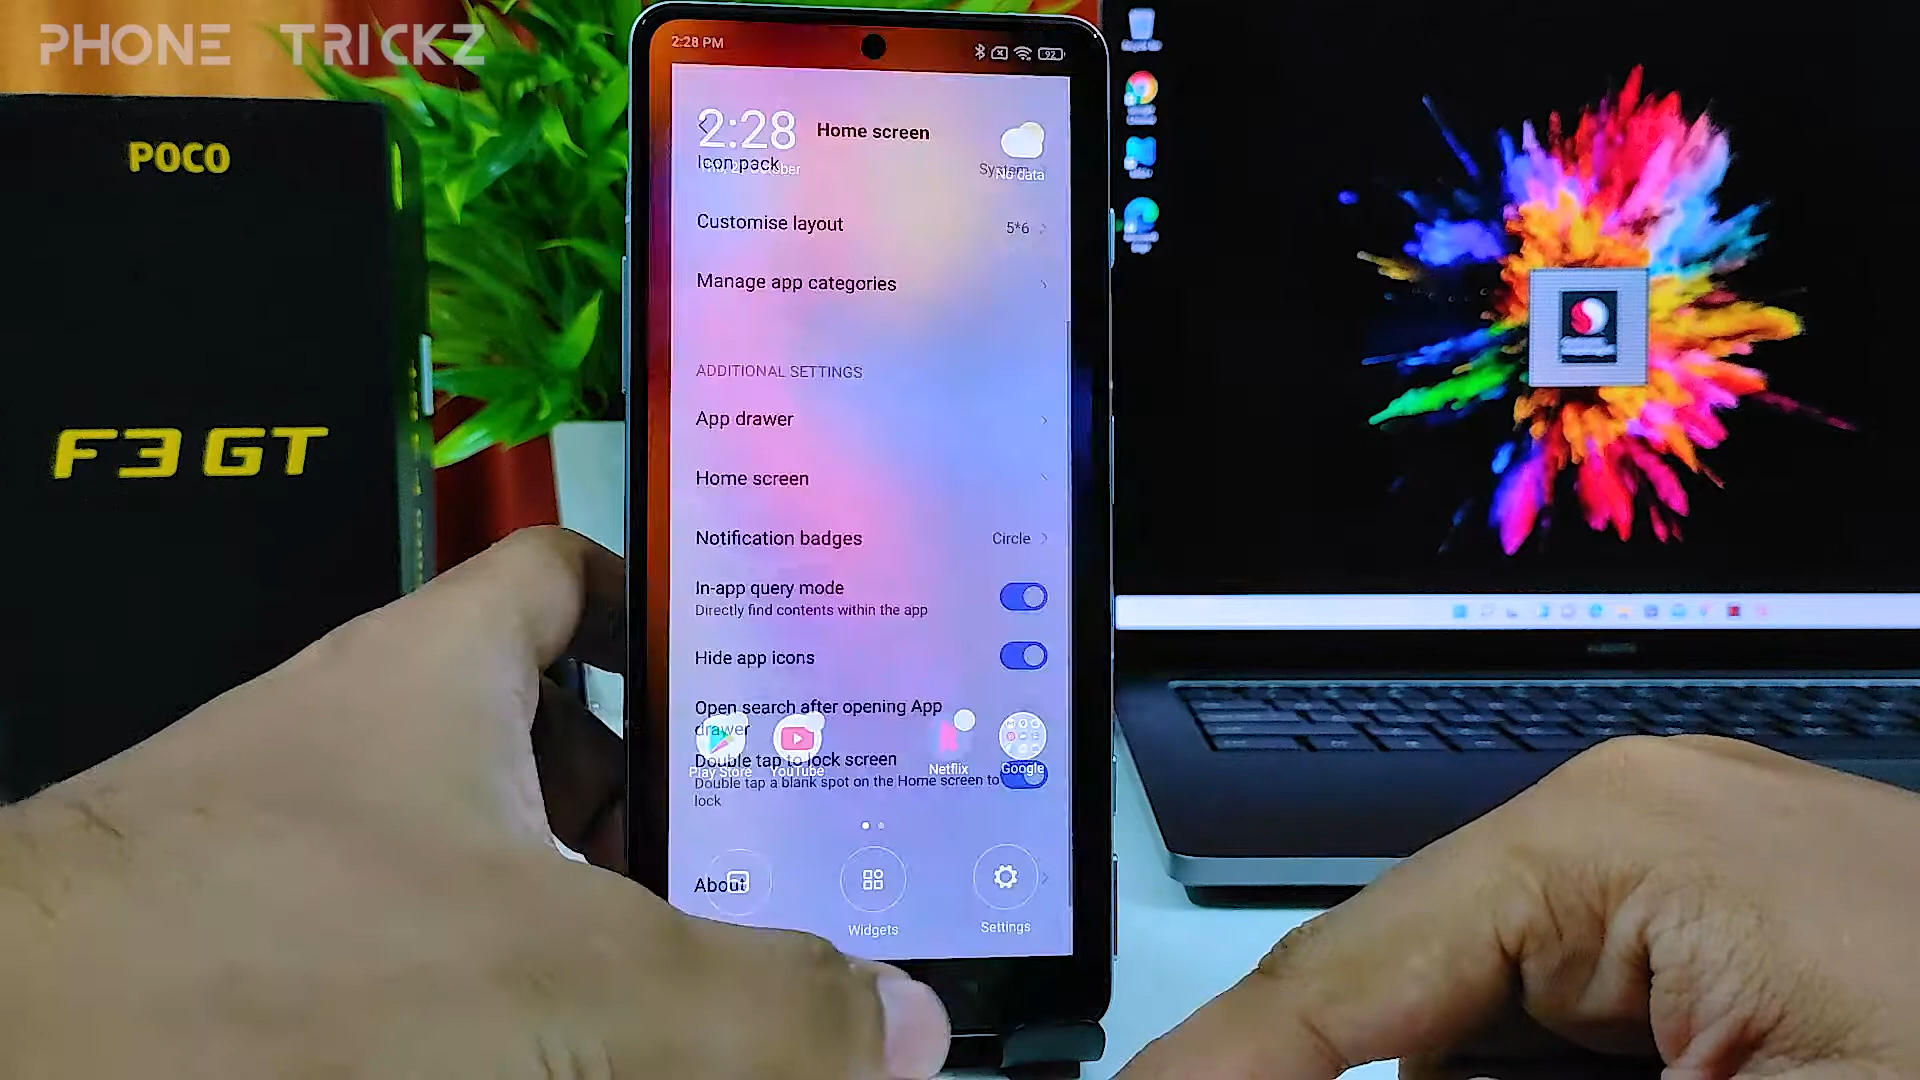 PHONE TRICKZ
POCO
F3 GT
2:28 PM
92
2:28
Home screen
Icon pack
No data
Customise layout
5*6
Manage app categories
ADDITIONAL SETTINGS
App drawer
Home screen
Notification badges
Circle
In-app query mode
Directly find contents within the app
Hide app icons
Open search after opening App
drawer
Double tap to lock screen
Play Store
YouTube
Netflix
Google
Double tap a blank spot on the Home screen to
lock
About
Widgets
Settings